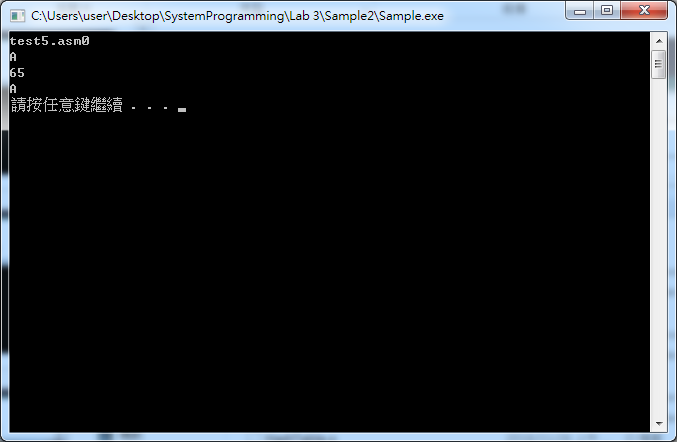 C:\Users\user\Desktop\SystemProgramming\Lab 3\Sample2\Sample.exe
test5.asm0
A
65
A
請按任意鍵繼續 . . .